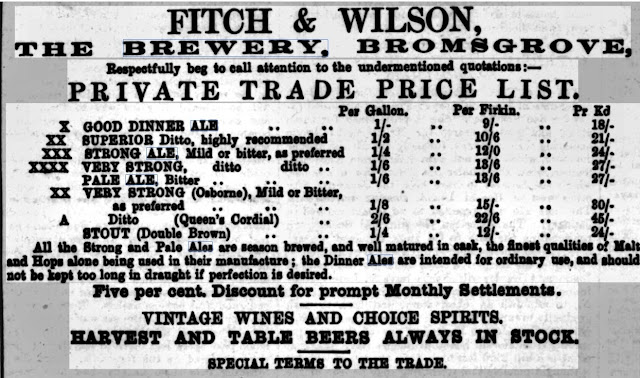 FITCH & WILSON,
THE BREWERY, BROMSGROVE,
Respectfully beg to call attention to the undermentioned quotations:—
PRIVATE TRADE PRICE LIST.
Per Gallon. Per Firkin. Pr Kd
X GOOD DINNER ALE .. .. 1/- .. 9/- .. 18/-
XX SUPERIOR Ditto, highly recommended 1/2 .. 10/6 .. 21/-
XXX STRONG ALE, Mild or bitter, as preferred 1/4 .. 12/0 .. 24/-
XXXX VERY STRONG, ditto ditto .. 1/6 .. 13/6 .. 27/-
PALE ALE, Bitter .. .. .. 1/6 .. 13/6 .. 27/-
XX VERY STRONG (Osborne), Mild or Bitter,
as preferred .. .. .. 1/8 .. 15/- .. 30/-
A Ditto (Queen's Cordial) .. 2/6 .. 22/6 .. 45/-
STOUT (Double Brown) .. .. 1/4 .. 12/- .. 24/-
All the Strong and Pale Ales are season brewed, and well matured in cask, the finest qualities of Malt
and Hops alone being used in their manufacture; the Dinner Ales are intended for ordinary use, and should
not be kept too long in draught if perfection is desired.
Five per cent. Discount for prompt Monthly Settlements.
VINTAGE WINES AND CHOICE SPIRITS.
HARVEST AND TABLE BEERS ALWAYS IN STOCK.
SPECIAL TERMS TO THE TRADE.